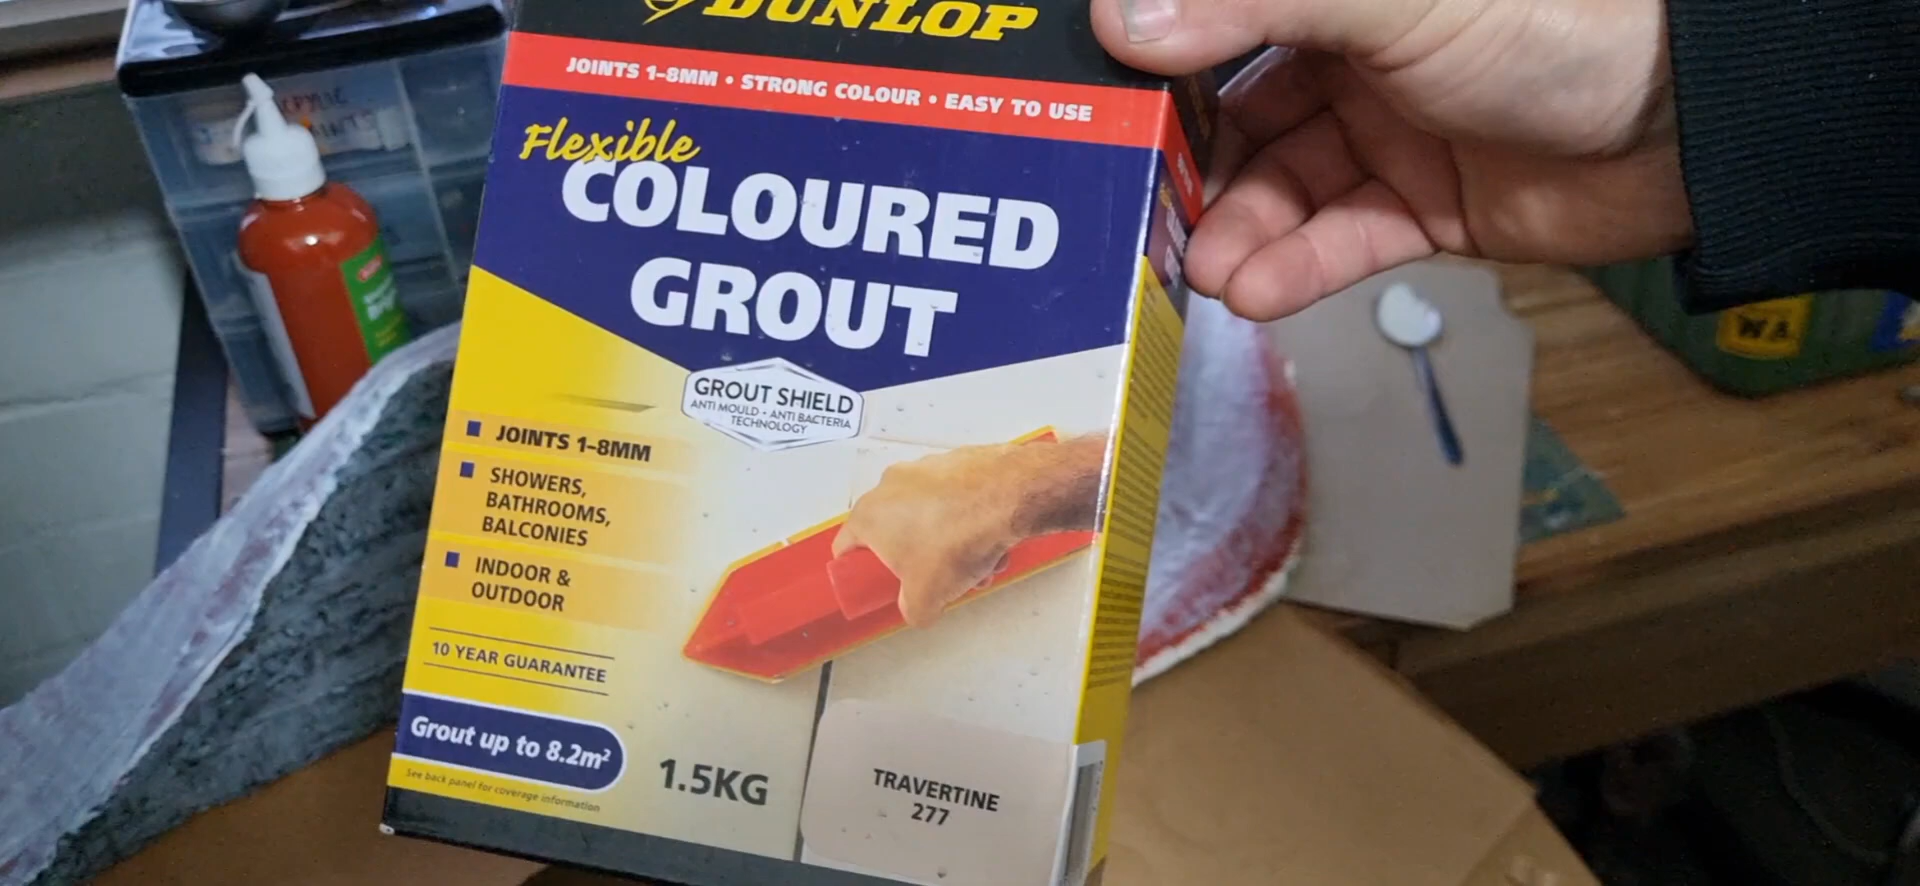 DUNLOP
JOINTS 1-8MM • STRONG COLOUR • EASY TO USE
Flexible
COLOURED
GROUT
GROUT SHIELD
ANTI MOULD • ANTI BACTERIA
TECHNOLOGY
JOINTS 1-8MM
SHOWERS,
BATHROOMS,
BALCONIES
INDOOR &
OUTDOOR
10 YEAR GUARANTEE
Grout up to 8.2m²
See back panel for coverage information
1.5KG
TRAVERTINE
277
WA